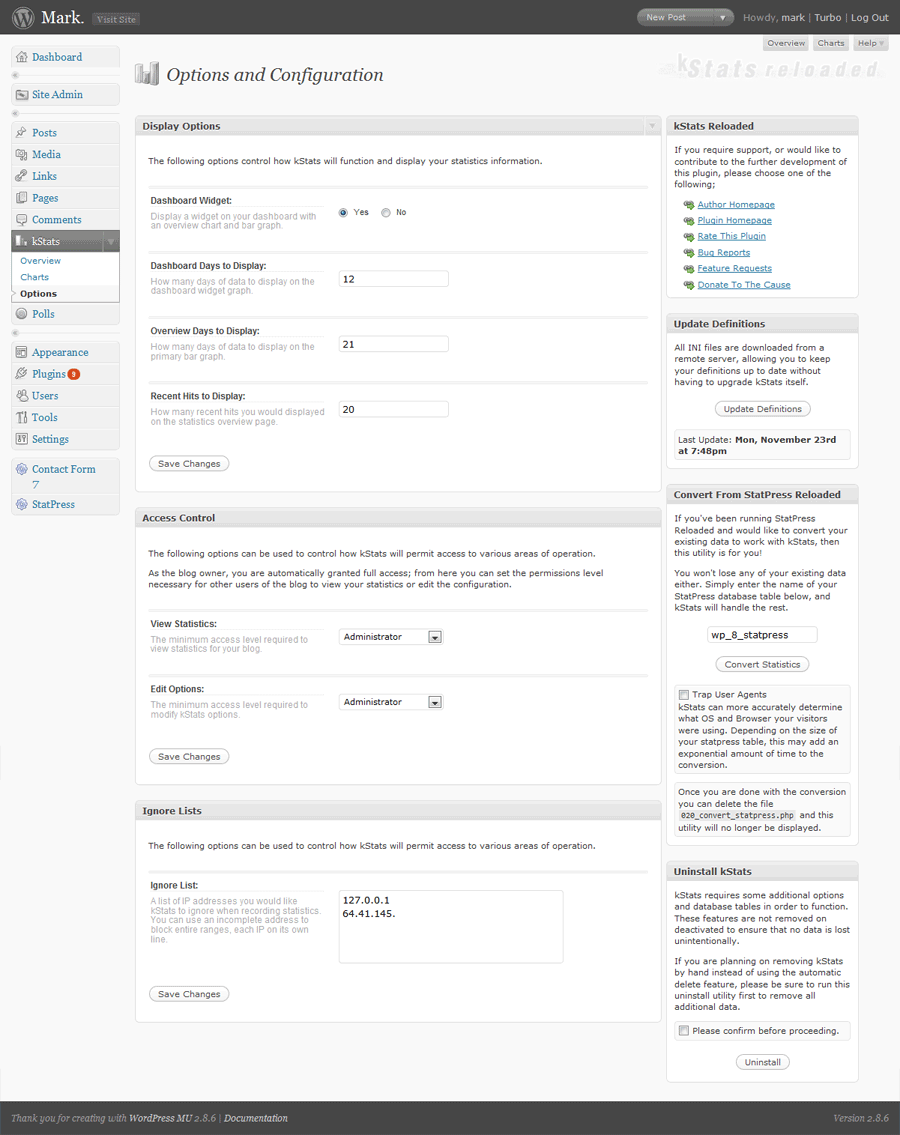 Mark. Visit Site
New Post
Howdy, mark | Turbo | Log Out
Overview Charts Help
Dashboard
Site Admin
Posts
Media
Links
Pages
Comments
kStats
Overview
Charts
Options
Polls
Appearance
Plugins 9
Users
Tools
Settings
Contact Form
7
StatPress
Options and Configuration
kStats reloaded.
Display Options
The following options control how kStats will function and display your statistics information.
Dashboard Widget:
Display a widget on your dashboard with
an overview chart and bar graph.
Yes No
Dashboard Days to Display:
How many days of data to display on the
dashboard widget graph.
12
Overview Days to Display:
How many days of data to display on the
primary bar graph.
21
Recent Hits to Display:
How many recent hits you would displayed
on the statistics overview page.
20
Save Changes
Access Control
The following options can be used to control how kStats will permit access to various areas of operation.
As the blog owner, you are automatically granted full access; from here you can set the permissions level
necessary for other users of the blog to view your statistics or edit the configuration.
View Statistics:
The minimum access level required to
view statistics for your blog.
Administrator
Edit Options:
The minimum access level required to
modify kStats options.
Administrator
Save Changes
Ignore Lists
The following options can be used to control how kStats will permit access to various areas of operation.
Ignore List:
A list of IP addresses you would like
kStats to ignore when recording statistics.
You can use an incomplete address to
block entire ranges, each IP on its own
line.
127.0.0.1
64.41.145.
Save Changes
kStats Reloaded
If you require support, or would like to
contribute to the further development of
this plugin, please choose one of the
following;
Author Homepage
Plugin Homepage
Rate This Plugin
Bug Reports
Feature Requests
Donate To The Cause
Update Definitions
All INI files are downloaded from a
remote server, allowing you to keep
your definitions up to date without
having to upgrade kStats itself.
Update Definitions
Last Update: Mon, November 23rd
at 7:48pm
Convert From StatPress Reloaded
If you've been running StatPress
Reloaded and would like to convert your
existing data to work with kStats, then
this utility is for you!
You won't lose any of your existing data
either. Simply enter the name of your
StatPress database table below, and
kStats will handle the rest.
wp_8_statpress
Convert Statistics
Trap User Agents
kStats can more accurately determine
what OS and Browser your visitors
were using. Depending on the size of
your statpress table, this may add an
exponential amount of time to the
conversion.
Once you are done with the conversion
you can delete the file
020_convert_statpress.php and this
utility will no longer be displayed.
Uninstall kStats
kStats requires some additional options
and database tables in order to function.
These features are not removed on
deactivated to ensure that no data is lost
unintentionally.
If you are planning on removing kStats
by hand instead of using the automatic
delete feature, please be sure to run this
uninstall utility first to remove all
additional data.
Please confirm before proceeding.
Uninstall
Thank you for creating with WordPress MU 2.8.6 | Documentation
Version 2.8.6